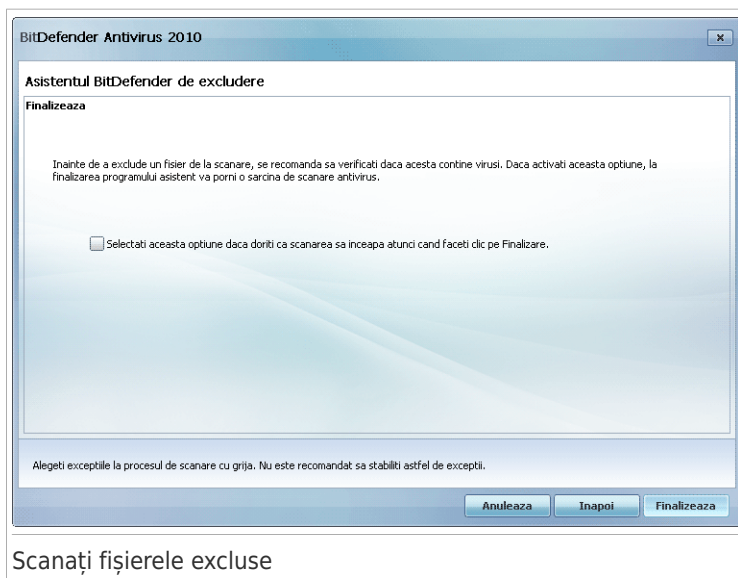 BitDefender Antivirus 2010
Asistentul BitDefender de excludere
Finalizeaza
Inainte de a exclude un fisier de la scanare, se recomanda sa verificati daca acesta contine virusi. Daca activati aceasta optiune, la
finalizarea programului asistent va porni o sarcina de scanare antivirus.
Selectati aceasta optiune daca doriti ca scanarea sa inceapa atunci cand faceti clic pe Finalizare.
Alegeti exceptiile la procesul de scanare cu grija. Nu este recomandat sa stabiliti astfel de exceptii.
Anuleaza Inapoi Finalizeaza
Scanați fișierele excluse